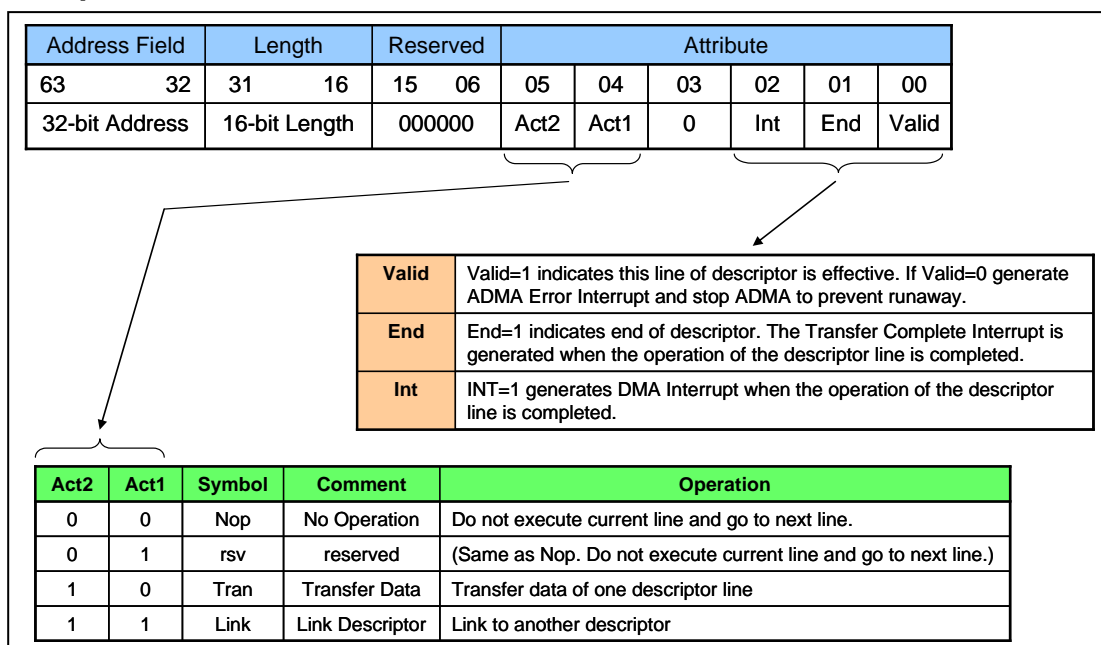 Address Field Length Reserved Attribute
63 32 31 16 15 06 05 04 03 02 01 00
32-bit Address 16-bit Length 000000 Act2 Act1 0 Int End Valid
Valid Valid=1 indicates this line of descriptor is effective. If Valid=0 generate
ADMA Error Interrupt and stop ADMA to prevent runaway.
End End=1 indicates end of descriptor. The Transfer Complete Interrupt is
generated when the operation of the descriptor line is completed.
Int INT=1 generates DMA Interrupt when the operation of the descriptor
line is completed.
Act2 Act1 Symbol Comment Operation
0 0 Nop No Operation Do not execute current line and go to next line.
0 1 rsv reserved (Same as Nop. Do not execute current line and go to next line.)
1 0 Tran Transfer Data Transfer data of one descriptor line
1 1 Link Link Descriptor Link to another descriptor